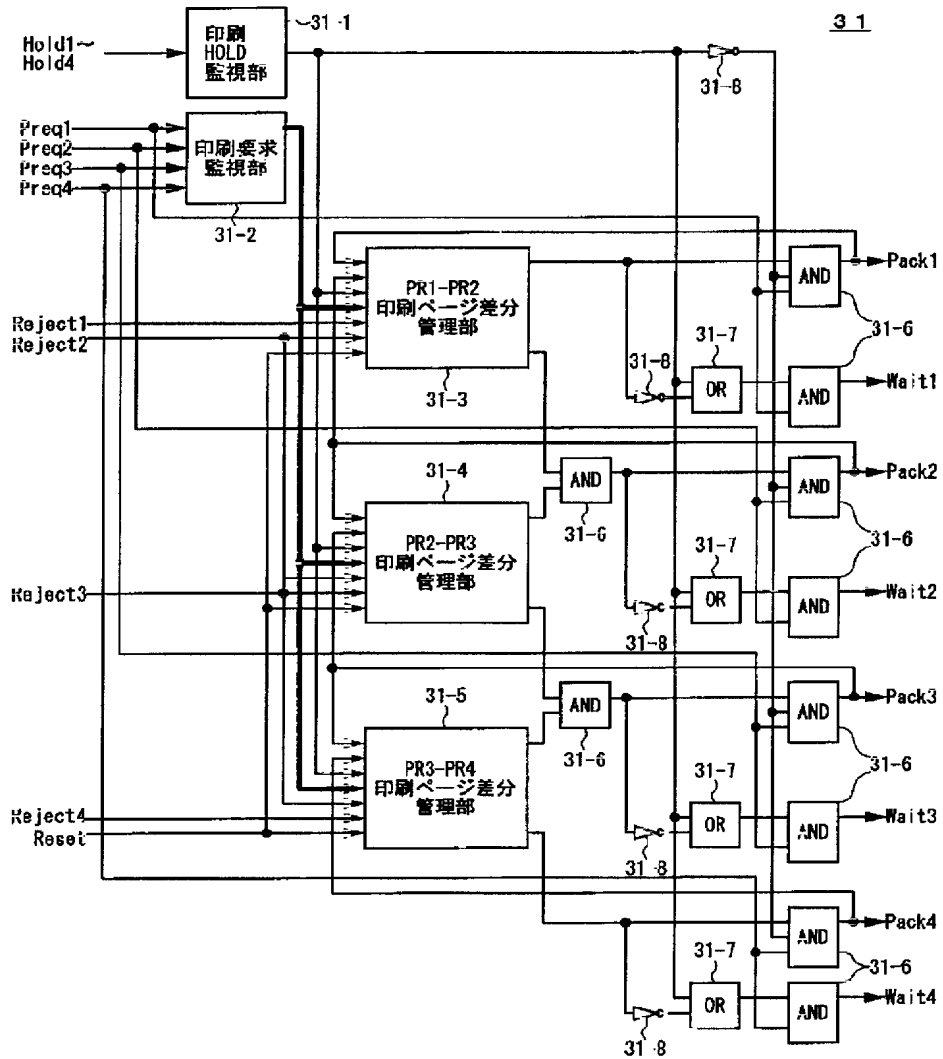 31
31-1
Hold1~
Hold4
印刷
HOLD
監視部
31-8
Preq1
Preq2
Preq3
Preq4
印刷要求
監視部
31-2
Reject1
Reject2
PR1-PR2
印刷ページ差分
管理部
31-3
AND
Pack1
31-6
31-7
31-8
OR
AND
Wait1
31-4
AND
31-6
AND
Pack2
Reject3
PR2-PR3
印刷ページ差分
管理部
31-6
31-7
OR
31-8
AND
Wait2
31-5
AND
31-6
AND
Pack3
PR3-PR4
印刷ページ差分
管理部
31-6
31-7
OR
31-8
AND
Wait3
Reject4
Reset
AND
Pack4
31-6
31-7
OR
31-8
AND
Wait4